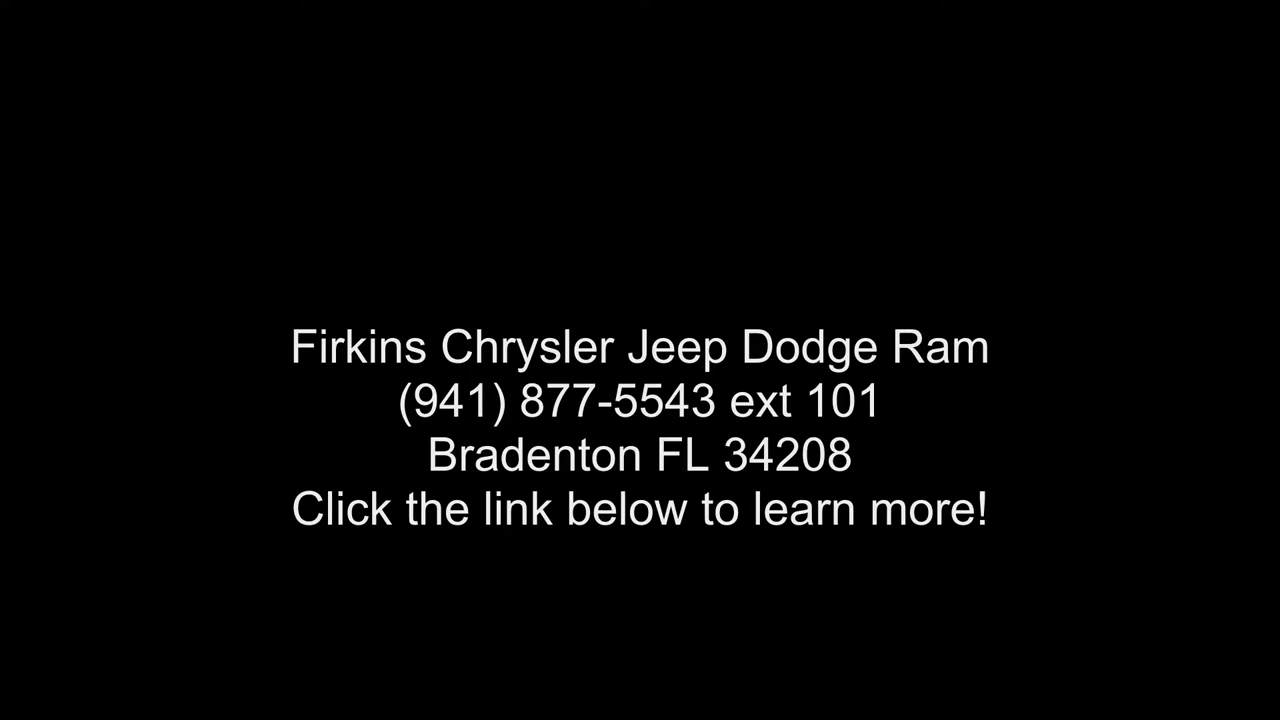 Firkins Chrysler Jeep Dodge Ram
(941) 877-5543 ext 101
Bradenton FL 34208
Click the link below to learn more!